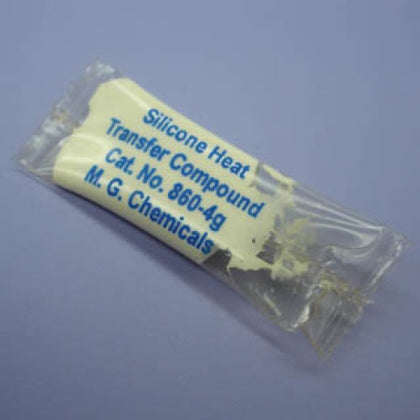 Silicone Heat
Transfer Compound
Cat. No. 860-4g
M. G. Chemicals